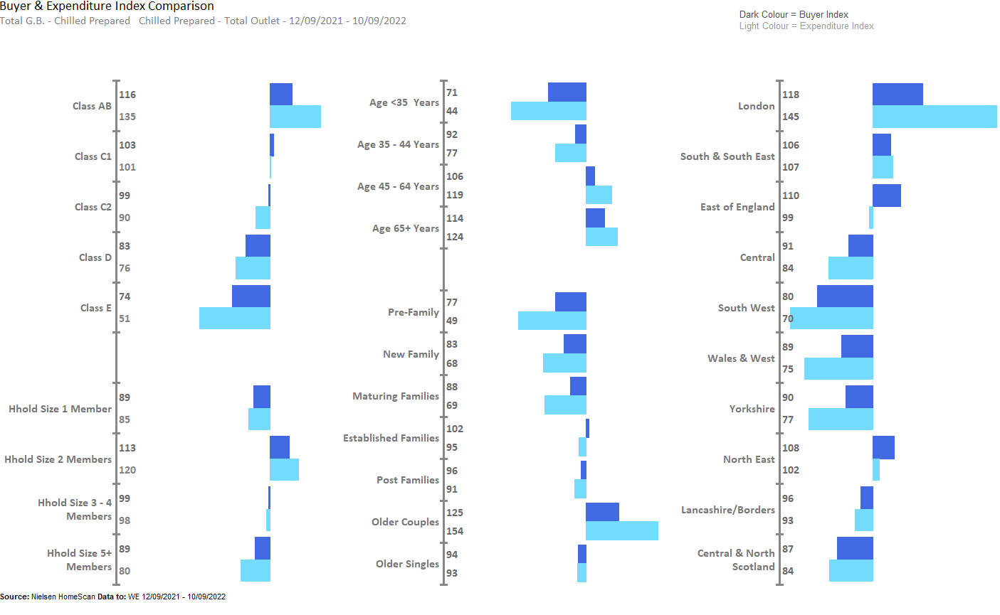 Buyer & Expenditure Index Comparison
Total G.B. - Chilled Prepared   Chilled Prepared - Total Outlet - 12/09/2021 - 10/09/2022
Dark Colour = Buyer Index
Light Colour = Expenditure Index
Class AB
116
135
Class C1
103
101
Class C2
99
90
Class D
83
76
Class E
74
51
Hhold Size 1 Member
89
85
Hhold Size 2 Members
113
120
Hhold Size 3 - 4
Members
99
98
Hhold Size 5+
Members
89
80
Age <35  Years
71
44
Age 35 - 44 Years
92
77
Age 45 - 64 Years
106
119
Age 65+ Years
114
124
Pre-Family
77
49
New Family
83
68
Maturing Families
88
69
Established Families
102
95
Post Families
96
91
Older Couples
125
154
Older Singles
94
93
London
118
145
South & South East
106
107
East of England
110
99
Central
91
84
South West
80
70
Wales & West
89
75
Yorkshire
90
77
North East
108
102
Lancashire/Borders
96
93
Central & North
Scotland
87
84
Source: Nielsen HomeScan Data to: WE 12/09/2021 - 10/09/2022